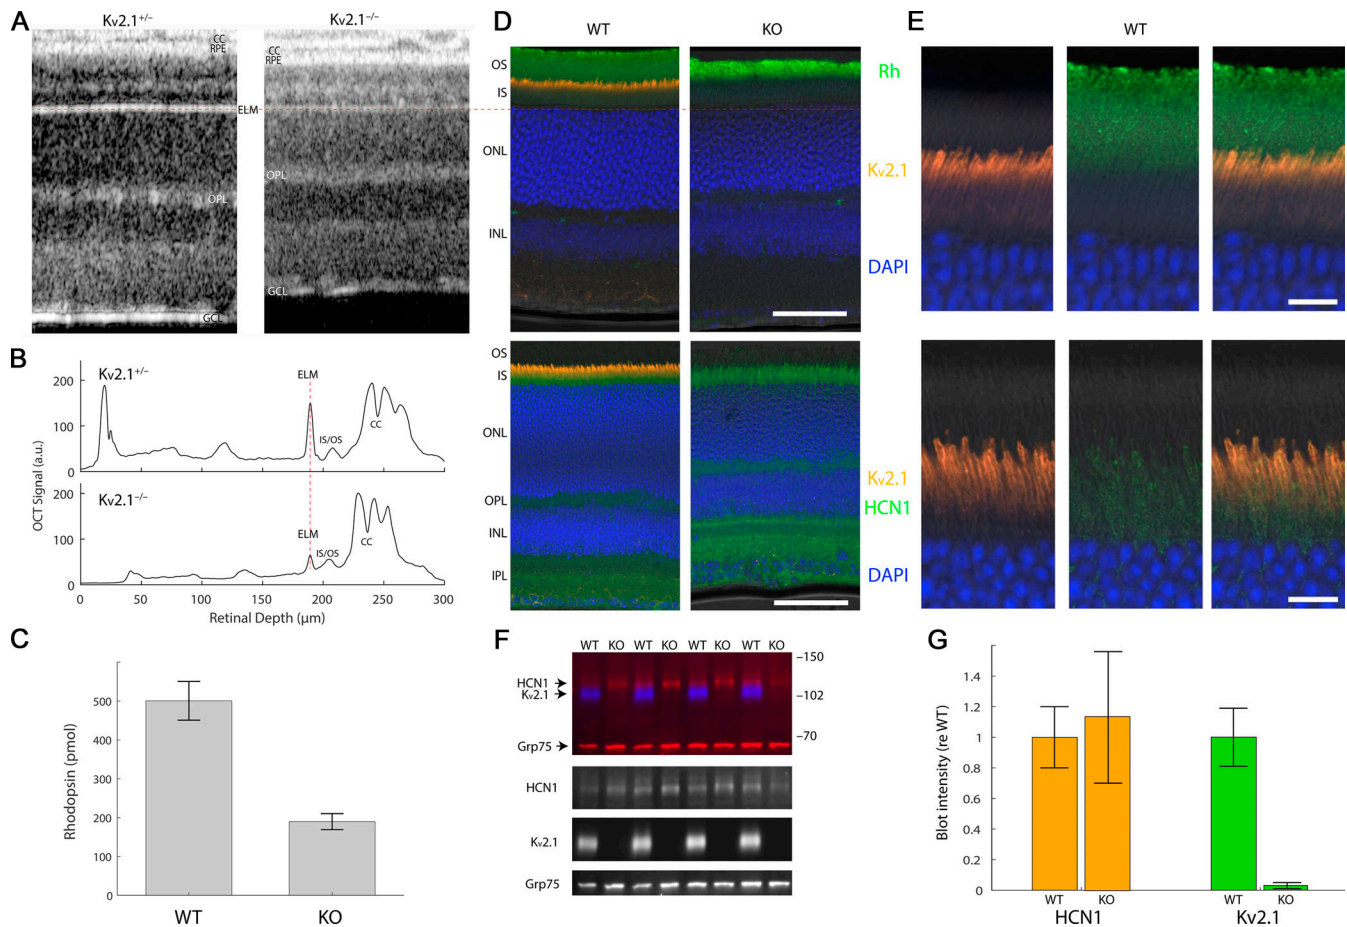 A
Kv2.1+/−
Kv2.1−/−
CC
RPE
CC
RPE
ELM
OPL
OPL
GCL
GCL
B
Kv2.1+/−
ELM
IS/OS
CC
200
100
0
Kv2.1−/−
ELM
IS/OS
CC
200
100
0
OCT Signal (a.u.)
0 50 100 150 200 250 300
Retinal Depth (µm)
C
Rhodopsin (pmol)
500
400
300
200
100
WT KO
D
WT KO
OS
IS
ONL
INL
Rh
Kv2.1
DAPI
OS
IS
ONL
OPL
INL
IPL
Kv2.1
HCN1
DAPI
E
WT
F
WT KO WT KO WT KO WT KO
HCN1
Kv2.1
Grp75
–150
–102
–70
HCN1
Kv2.1
Grp75
G
Blot intensity (re WT)
1.4
1.2
1
0.8
0.6
0.4
0.2
0
WT KO WT KO
HCN1 Kv2.1